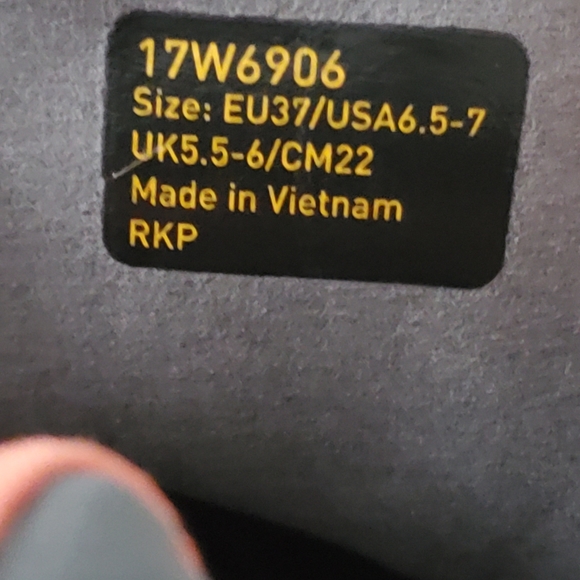 17W6906
Size: EU37/USA6.5-7
UK5.5-6/CM22
Made in Vietnam
RKP